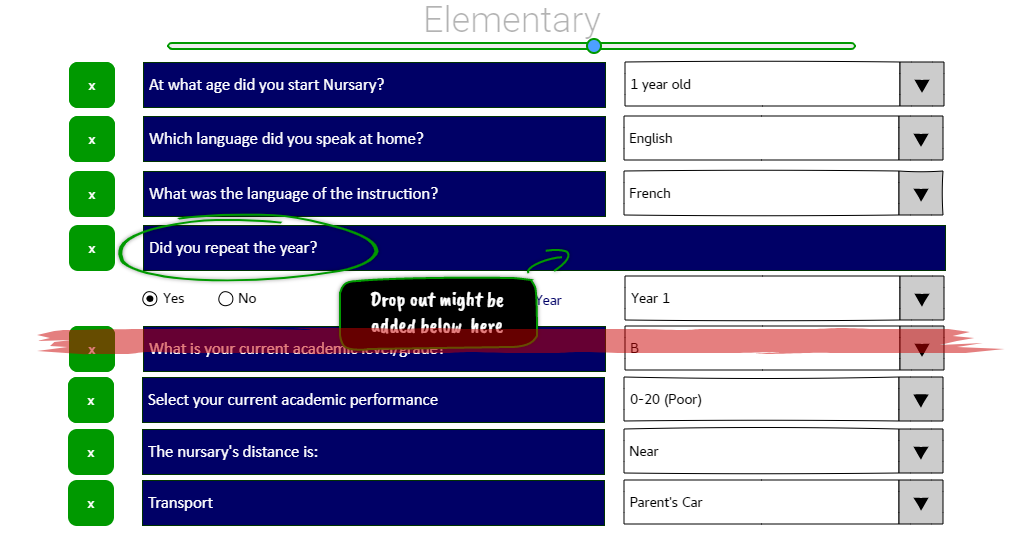 Elementary
x At what age did you start Nursary? 1 year old
x Which language did you speak at home? English
x What was the language of the instruction? French
x Did you repeat the year?
Yes No Year Year 1
Drop out might be
added below here
x What is your current academic level/grade? B
x Select your current academic performance 0-20 (Poor)
x The nursary's distance is: Near
x Transport Parent's Car